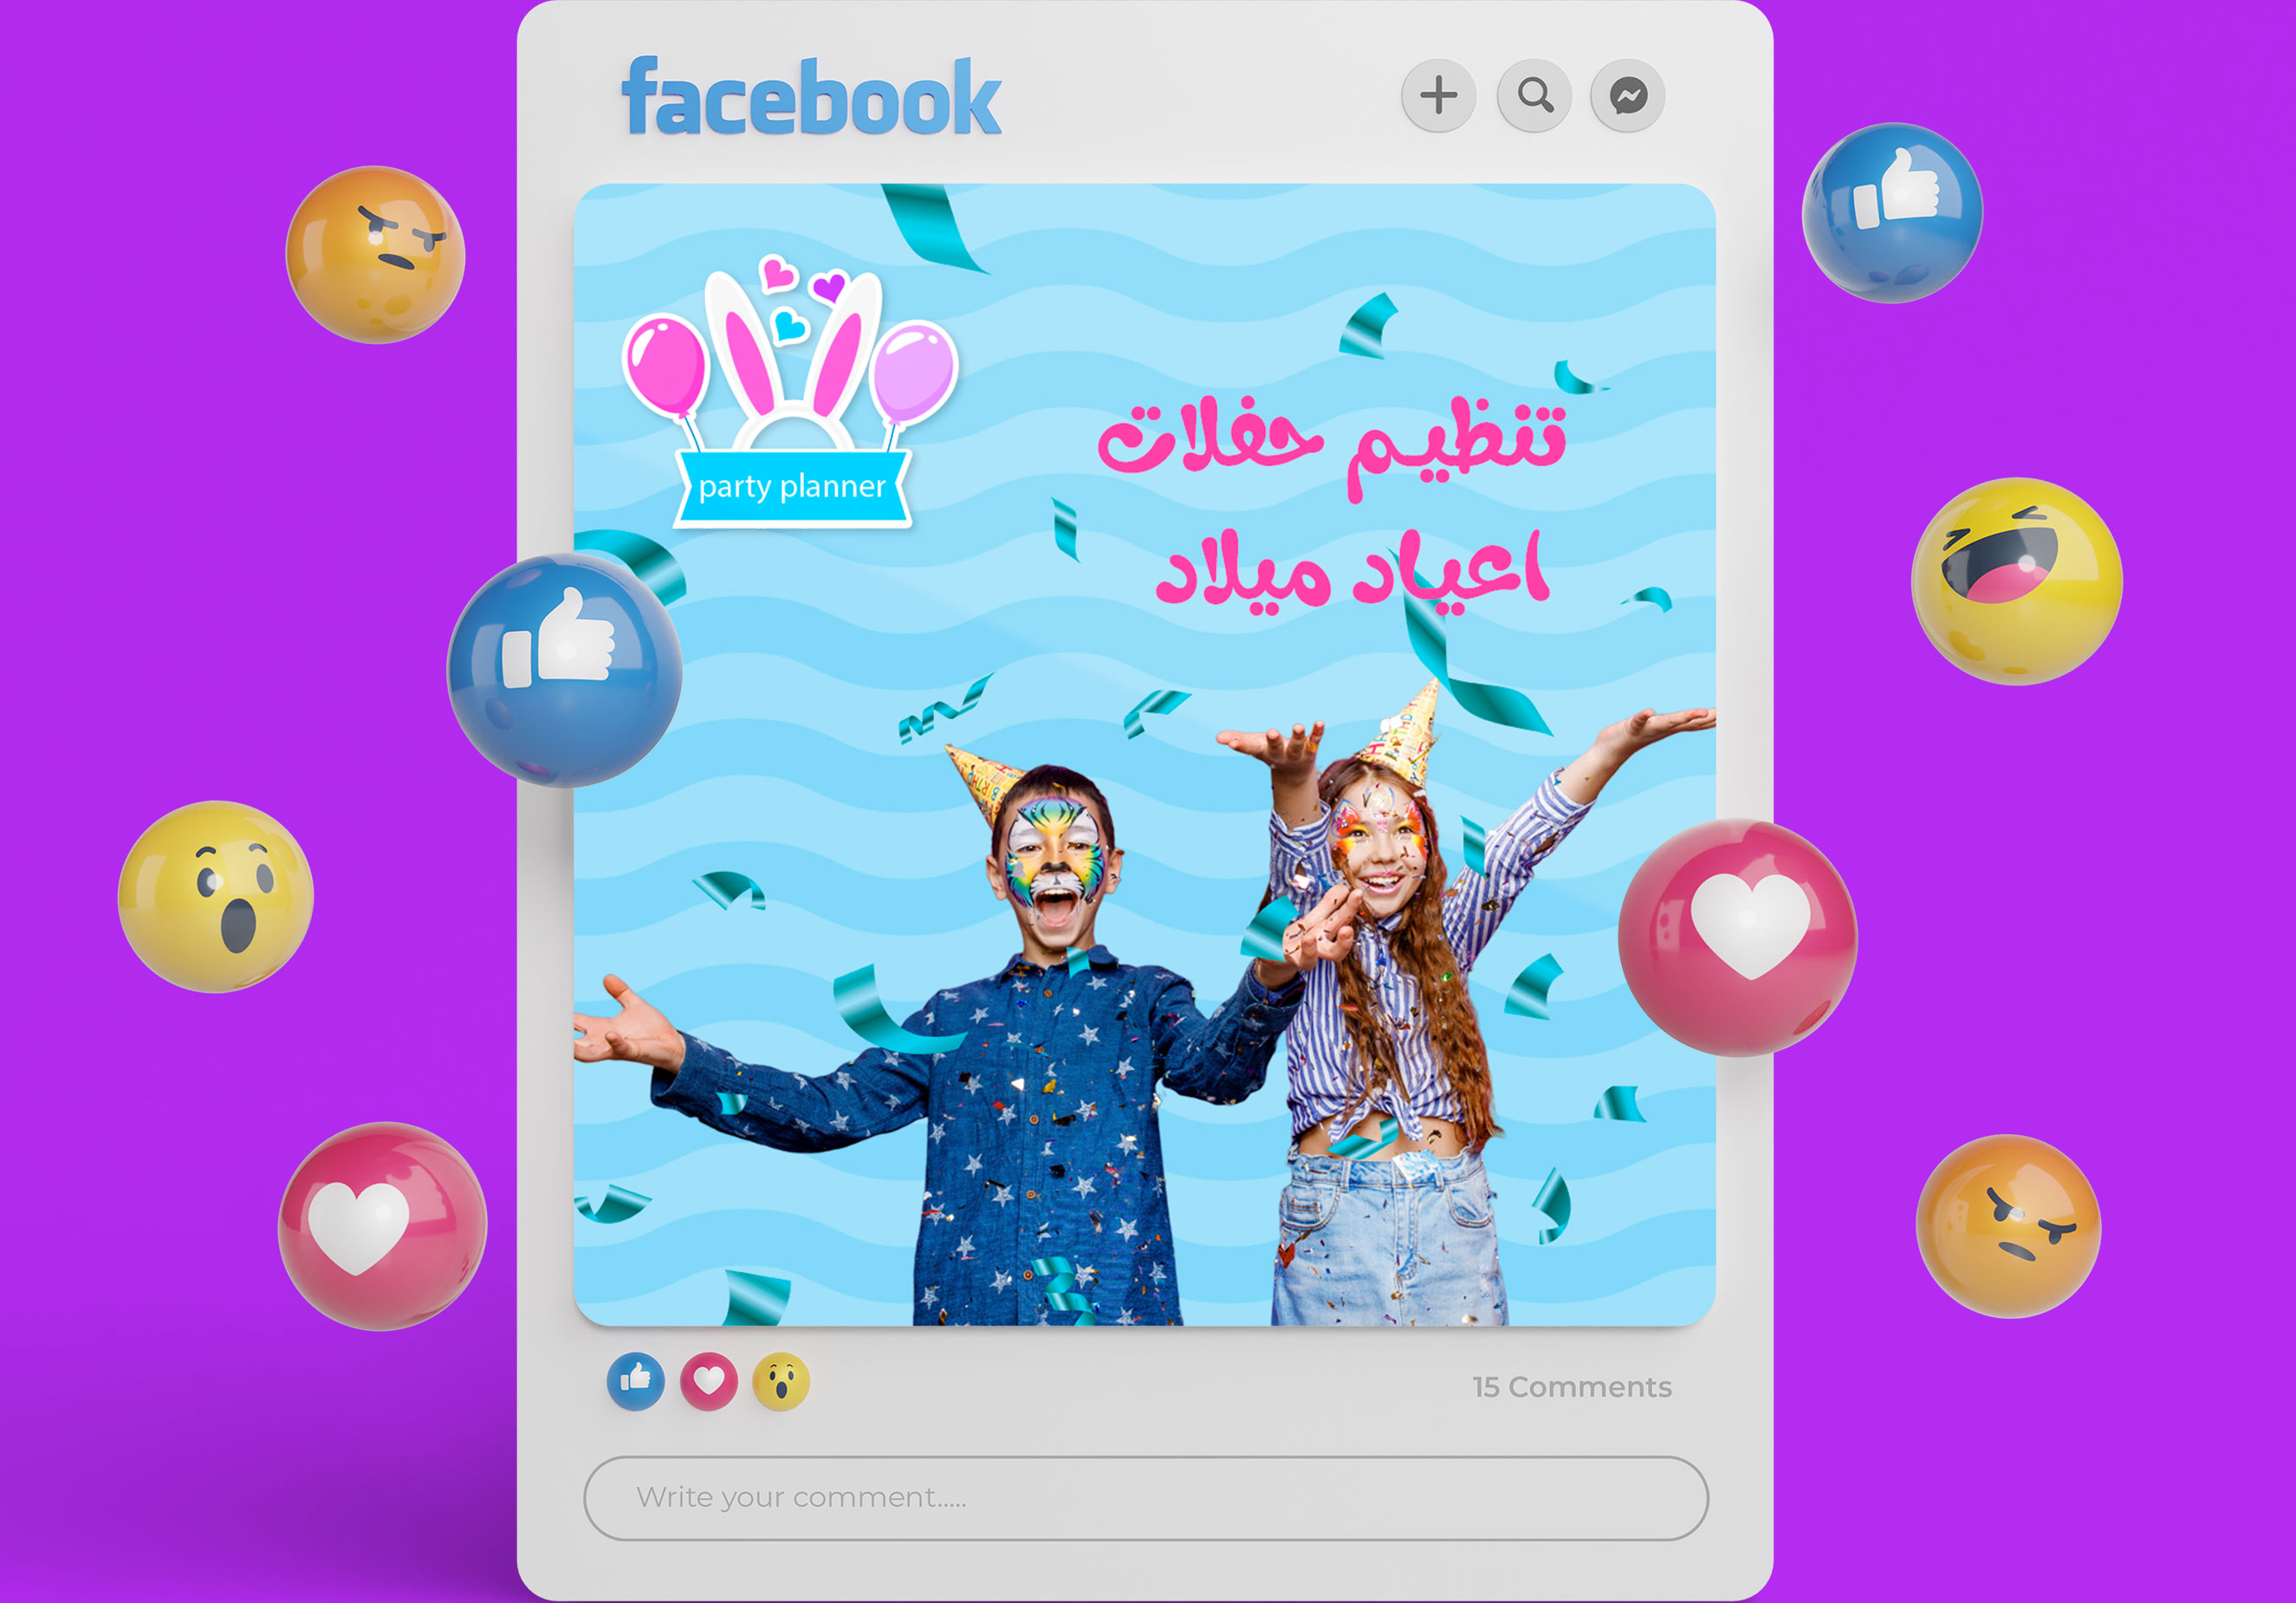 facebook
party planner
تنظيم حفلات
اعياد ميلاد
15 Comments
Write your comment.....